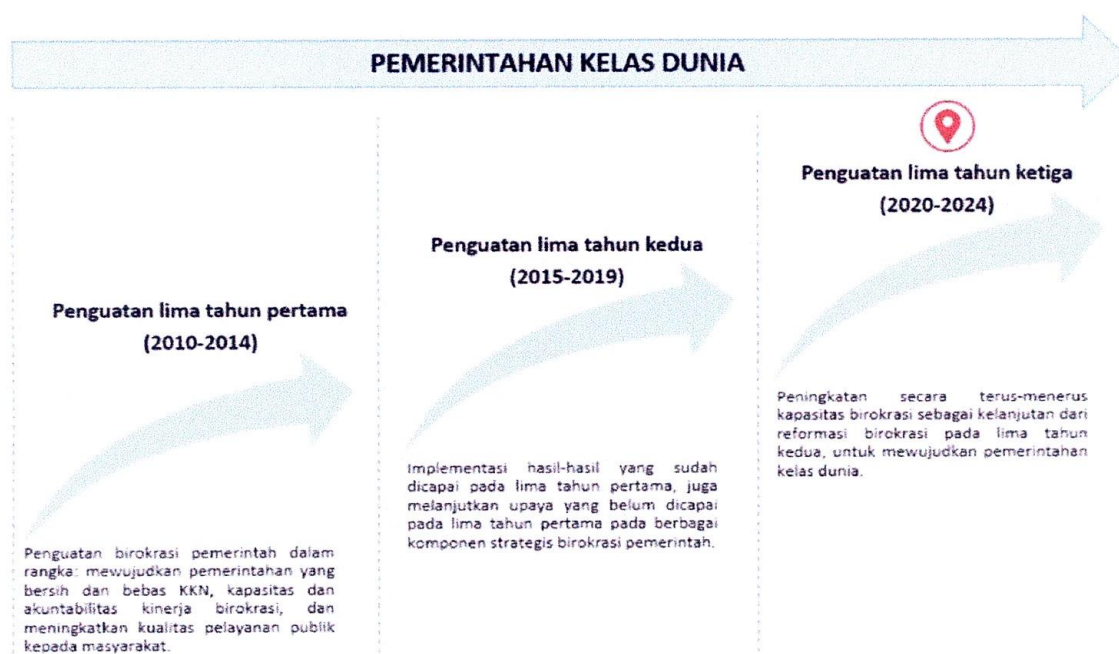 PEMERINTAHAN KELAS DUNIA
Penguatan lima tahun pertama
(2010-2014)
Penguatan birokrasi pemerintah dalam
rangka: mewujudkan pemerintahan yang
bersih dan bebas KKN, kapasitas dan
akuntabilitas kinerja birokrasi, dan
meningkatkan kualitas pelayanan publik
kepada masyarakat.
Penguatan lima tahun kedua
(2015-2019)
Implementasi hasil-hasil yang sudah
dicapai pada lima tahun pertama, juga
melanjutkan upaya yang belum dicapai
pada lima tahun pertama pada berbagai
komponen strategis birokrasi pemerintah.
Penguatan lima tahun ketiga
(2020-2024)
Peningkatan secara terus-menerus
kapasitas birokrasi sebagai kelanjutan dari
reformasi birokrasi pada lima tahun
kedua, untuk mewujudkan pemerintahan
kelas dunia.